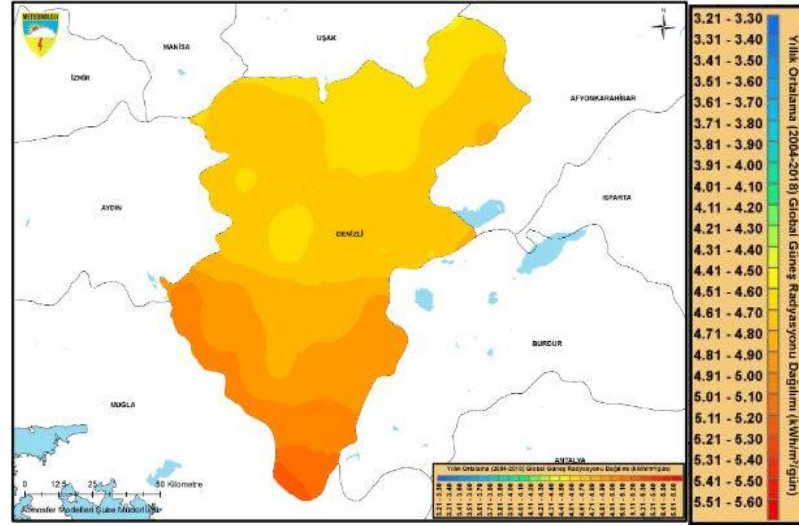 METEOROLOJİ
N
UŞAK
MANİSA
İZMİR
AFYONKARAHİSAR
ISPARTA
AYDIN
DENİZLİ
BURDUR
MUĞLA
ANTALYA
0 12.5 25 50 Kilometre
Atmosfer Modelleri Şube Müdürlüğü
Yıllık Ortalama (2004-2018) Global Güneş Radyasyonu Dağılımı (kWh/m²/gün)
3.21 - 3.30
3.31 - 3.40
3.41 - 3.50
3.51 - 3.60
3.61 - 3.70
3.71 - 3.80
3.81 - 3.90
3.91 - 4.00
4.01 - 4.10
4.11 - 4.20
4.21 - 4.30
4.31 - 4.40
4.41 - 4.50
4.51 - 4.60
4.61 - 4.70
4.71 - 4.80
4.81 - 4.90
4.91 - 5.00
5.01 - 5.10
5.11 - 5.20
5.21 - 5.30
5.31 - 5.40
5.41 - 5.50
5.51 - 5.60
Yıllık Ortalama (2004-2018) Global Güneş Radyasyonu Dağılımı (kWh/m²/gün)